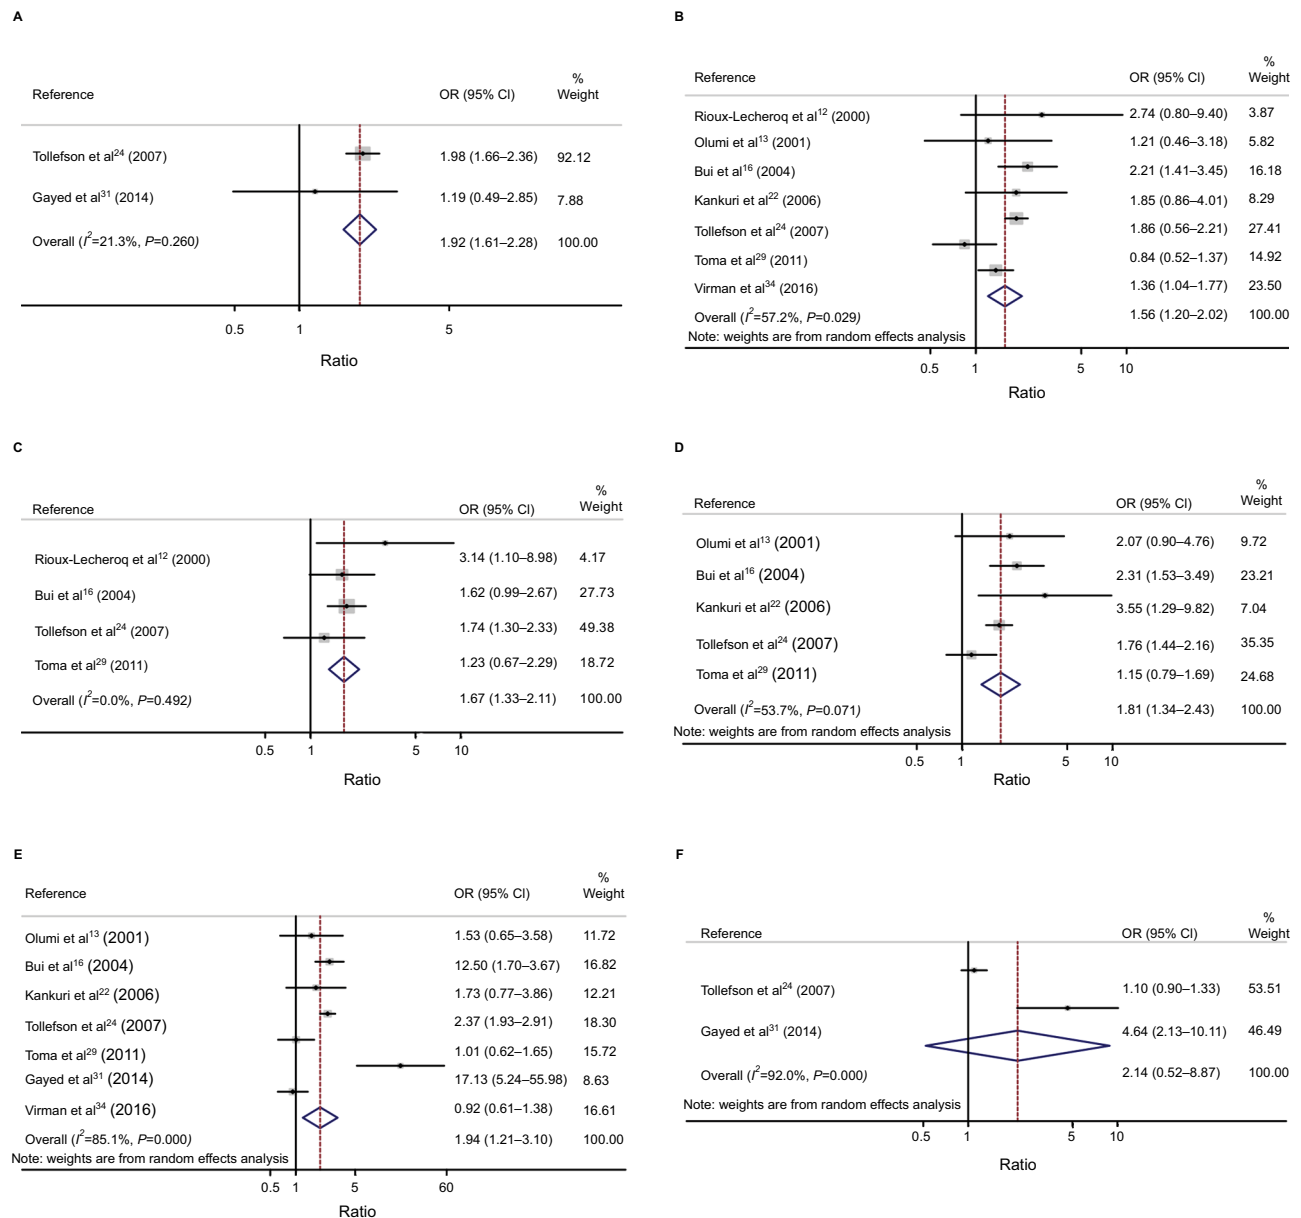 A
% 
Reference OR (95% CI) Weight
Tollefson et al24 (2007) 1.98 (1.66–2.36) 92.12
Gayed et al31 (2014) 1.19 (0.49–2.85) 7.88
Overall (I2=21.3%, P=0.260) 1.92 (1.61–2.28) 100.00
0.5 1 5
Ratio
B
%
Reference OR (95% CI) Weight
Rioux-Lecheroq et al12 (2000) 2.74 (0.80–9.40) 3.87
Olumi et al13 (2001) 1.21 (0.46–3.18) 5.82
Bui et al16 (2004) 2.21 (1.41–3.45) 16.18
Kankuri et al22 (2006) 1.85 (0.86–4.01) 8.29
Tollefson et al24 (2007) 1.86 (0.56–2.21) 27.41
Toma et al29 (2011) 0.84 (0.52–1.37) 14.92
Virman et al34 (2016) 1.36 (1.04–1.77) 23.50
Overall (I2=57.2%, P=0.029) 1.56 (1.20–2.02) 100.00
Note: weights are from random effects analysis
0.5 1 5 10
Ratio
C
%
Reference OR (95% CI) Weight
Rioux-Lecheroq et al12 (2000) 3.14 (1.10–8.98) 4.17
Bui et al16 (2004) 1.62 (0.99–2.67) 27.73
Tollefson et al24 (2007) 1.74 (1.30–2.33) 49.38
Toma et al29 (2011) 1.23 (0.67–2.29) 18.72
Overall (I2=0.0%, P=0.492) 1.67 (1.33–2.11) 100.00
0.5 1 5 10
Ratio
D
%
Reference OR (95% CI) Weight
Olumi et al13 (2001) 2.07 (0.90–4.76) 9.72
Bui et al16 (2004) 2.31 (1.53–3.49) 23.21
Kankuri et al22 (2006) 3.55 (1.29–9.82) 7.04
Tollefson et al24 (2007) 1.76 (1.44–2.16) 35.35
Toma et al29 (2011) 1.15 (0.79–1.69) 24.68
Overall (I2=53.7%, P=0.071) 1.81 (1.34–2.43) 100.00
Note: weights are from random effects analysis
0.5 1 5 10
Ratio
E
%
Reference OR (95% CI) Weight
Olumi et al13 (2001) 1.53 (0.65–3.58) 11.72
Bui et al16 (2004) 12.50 (1.70–3.67) 16.82
Kankuri et al22 (2006) 1.73 (0.77–3.86) 12.21
Tollefson et al24 (2007) 2.37 (1.93–2.91) 18.30
Toma et al29 (2011) 1.01 (0.62–1.65) 15.72
Gayed et al31 (2014) 17.13 (5.24–55.98) 8.63
Virman et al34 (2016) 0.92 (0.61–1.38) 16.61
Overall (I2=85.1%, P=0.000) 1.94 (1.21–3.10) 100.00
Note: weights are from random effects analysis
0.5 1 5 60
Ratio
F
%
Reference OR (95% CI) Weight
Tollefson et al24 (2007) 1.10 (0.90–1.33) 53.51
Gayed et al31 (2014) 4.64 (2.13–10.11) 46.49
Overall (I2=92.0%, P=0.000) 2.14 (0.52–8.87) 100.00
Note: weights are from random effects analysis
0.5 1 5 10
Ratio